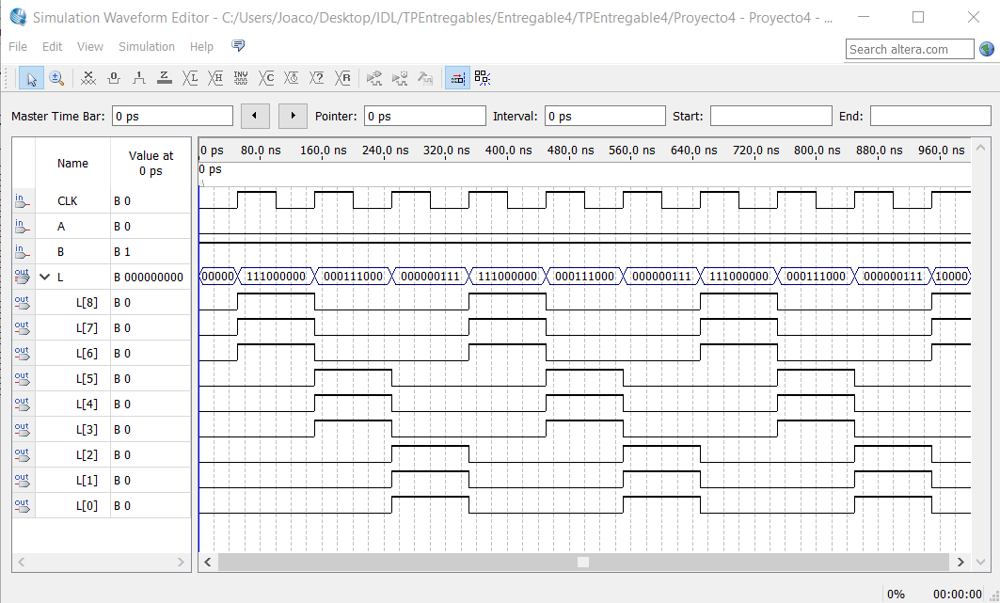 Simulation Waveform Editor - C:/Users/Joaco/Desktop/IDL/TPEntregables/Entregable4/TPEntregable4/Proyecto4 - Proyecto4 - ...
File Edit View Simulation Help
Search altera.com
Master Time Bar: 0 ps Pointer: 0 ps Interval: 0 ps Start: End:
Name Value at 0 ps
0 ps 80.0 ns 160.0 ns 240.0 ns 320.0 ns 400.0 ns 480.0 ns 560.0 ns 640.0 ns 720.0 ns 800.0 ns 880.0 ns 960.0 ns
0 ps
in CLK B 0
in A B 0
in B B 1
out L B 000000000 00000 111000000 000111000 000000111 111000000 000111000 000000111 111000000 000111000 000000111 10000
out L[8] B 0
out L[7] B 0
out L[6] B 0
out L[5] B 0
out L[4] B 0
out L[3] B 0
out L[2] B 0
out L[1] B 0
out L[0] B 0
0% 00:00:00